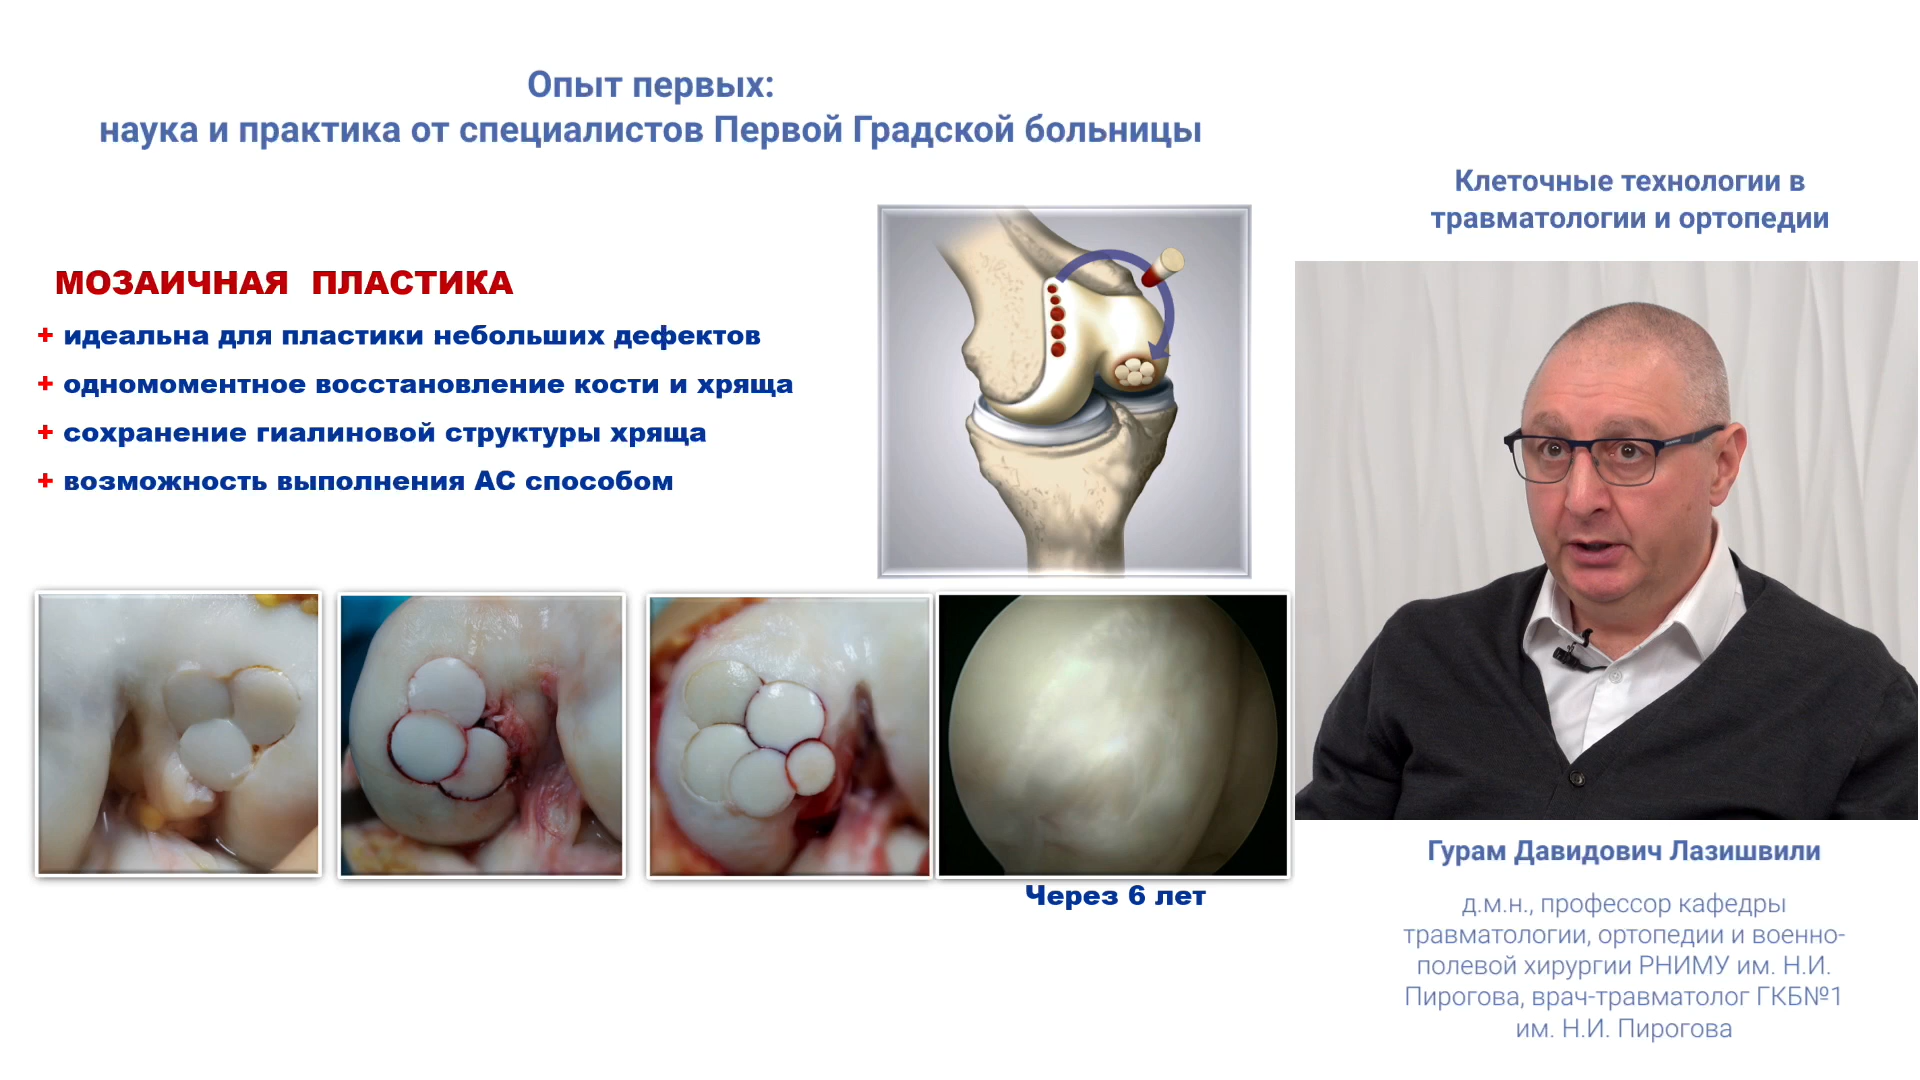 Опыт первых:
наука и практика от специалистов Первой Градской больницы
Клеточные технологии в
травматологии и ортопедии
МОЗАИЧНАЯ ПЛАСТИКА
+ идеальна для пластики небольших дефектов
+ одномоментное восстановление кости и хряща
+ сохранение гиалиновой структуры хряща
+ возможность выполнения АС способом
Через 6 лет
Гурам Давидович Лазишвили
д.м.н., профессор кафедры
травматологии, ортопедии и военно-
полевой хирургии РНИМУ им. Н.И.
Пирогова, врач-травматолог ГКБ№1
им. Н.И. Пирогова